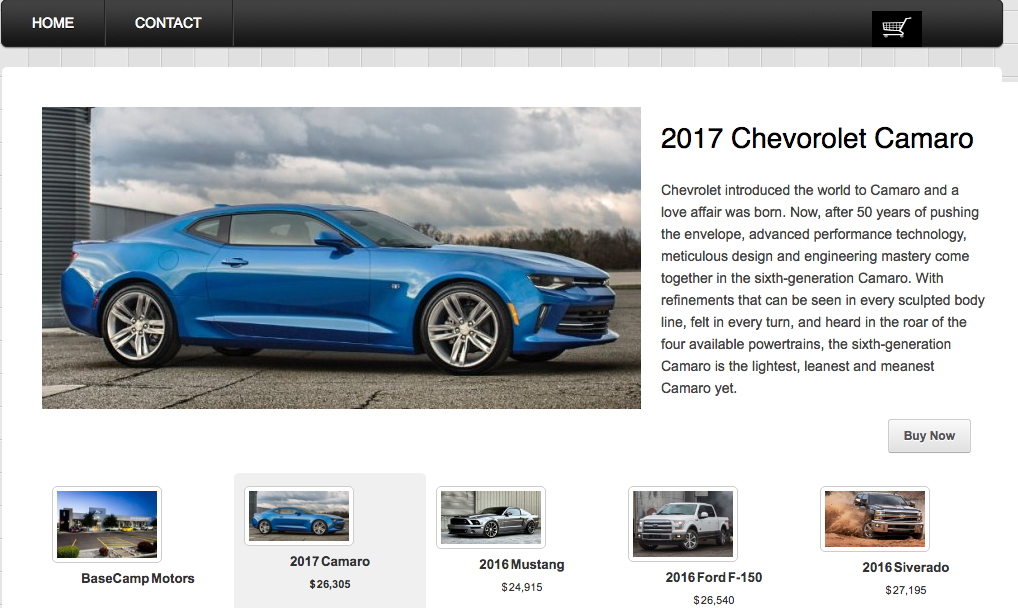 HOME
CONTACT
2017 Chevorolet Camaro
Chevrolet introduced the world to Camaro and a
love affair was born. Now, after 50 years of pushing
the envelope, advanced performance technology,
meticulous design and engineering mastery come
together in the sixth-generation Camaro. With
refinements that can be seen in every sculpted body
line, felt in every turn, and heard in the roar of the
four available powertrains, the sixth-generation
Camaro is the lightest, leanest and meanest
Camaro yet.
Buy Now
BaseCamp Motors
2017 Camaro
$26,305
2016 Mustang
$24,915
2016 Ford F-150
$26,540
2016 Siverado
$27,195